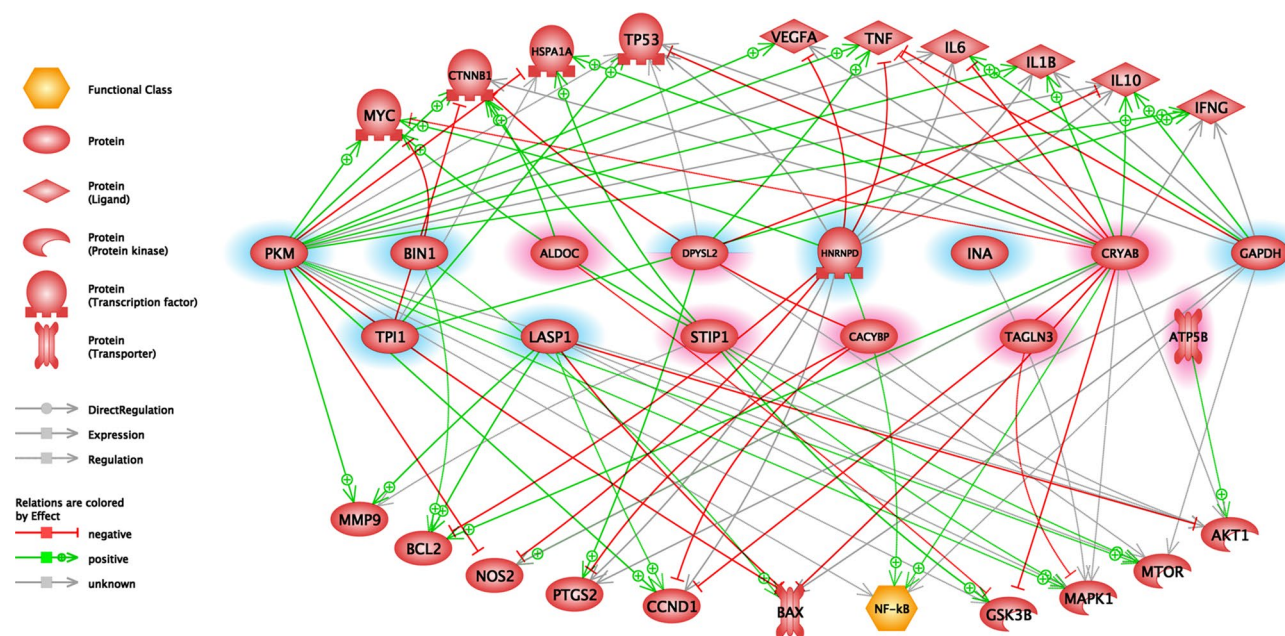 Functional Class
Protein
Protein
(Ligand)
Protein
(Protein kinase)
Protein
(Transcription factor)
Protein
(Transporter)
DirectRegulation
Expression
Regulation
Relations are colored
by Effect
negative
positive
unknown
MYC
CTNNB1
HSPA1A
TP53
VEGFA
TNF
IL6
IL1B
IL10
IFNG
PKM
BIN1
ALDOC
DPYSL2
HNRNPD
INA
CRYAB
GAPDH
TPI1
LASP1
STIP1
CACYBP
TAGLN3
ATP5B
MMP9
BCL2
NOS2
PTGS2
CCND1
BAX
NF-kB
GSK3B
MAPK1
MTOR
AKT1